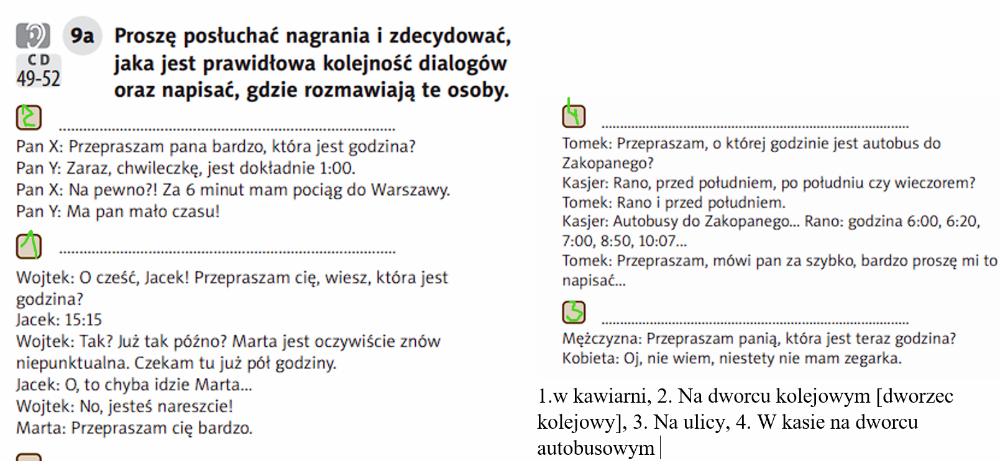 9a Proszę posłuchać nagrania i zdecydować,
CD jaka jest prawidłowa kolejność dialogów
49-52 oraz napisać, gdzie rozmawiają te osoby.
2 ........................................................................
Pan X: Przepraszam pana bardzo, która jest godzina?
Pan Y: Zaraz, chwileczkę, jest dokładnie 1:00.
Pan X: Na pewno?! Za 6 minut mam pociąg do Warszawy.
Pan Y: Ma pan mało czasu!
1 ........................................................................
Wojtek: O cześć, Jacek! Przepraszam cię, wiesz, która jest
godzina?
Jacek: 15:15
Wojtek: Tak? Już tak późno? Marta jest oczywiście znów
niepunktualna. Czekam tu już pół godziny.
Jacek: O, to chyba idzie Marta...
Wojtek: No, jesteś nareszcie!
Marta: Przepraszam cię bardzo.
4 ........................................................................
Tomek: Przepraszam, o której godzinie jest autobus do
Zakopanego?
Kasjer: Rano, przed południem, po południu czy wieczorem?
Tomek: Rano i przed południem.
Kasjer: Autobusy do Zakopanego... Rano: godzina 6:00, 6:20,
7:00, 8:50, 10:07...
Tomek: Przepraszam, mówi pan za szybko, bardzo proszę mi to
napisać...
3 ........................................................................
Mężczyzna: Przepraszam panią, która jest teraz godzina?
Kobieta: Oj, nie wiem, niestety nie mam zegarka.
1.w kawiarni, 2. Na dworcu kolejowym [dworzec
kolejowy], 3. Na ulicy, 4. W kasie na dworcu
autobusowym